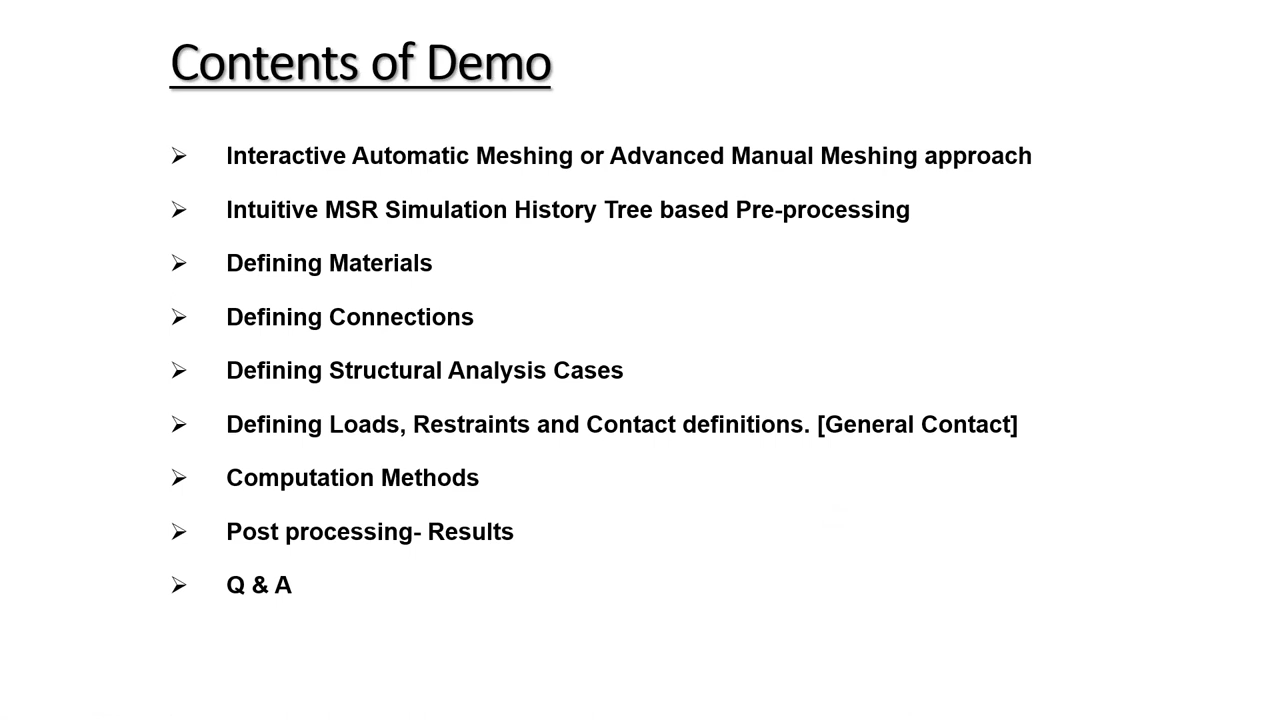 Contents of Demo
Interactive Automatic Meshing or Advanced Manual Meshing approach
Intuitive MSR Simulation History Tree based Pre-processing
Defining Materials
Defining Connections
Defining Structural Analysis Cases
Defining Loads, Restraints and Contact definitions. [General Contact]
Computation Methods
Post processing- Results
Q & A